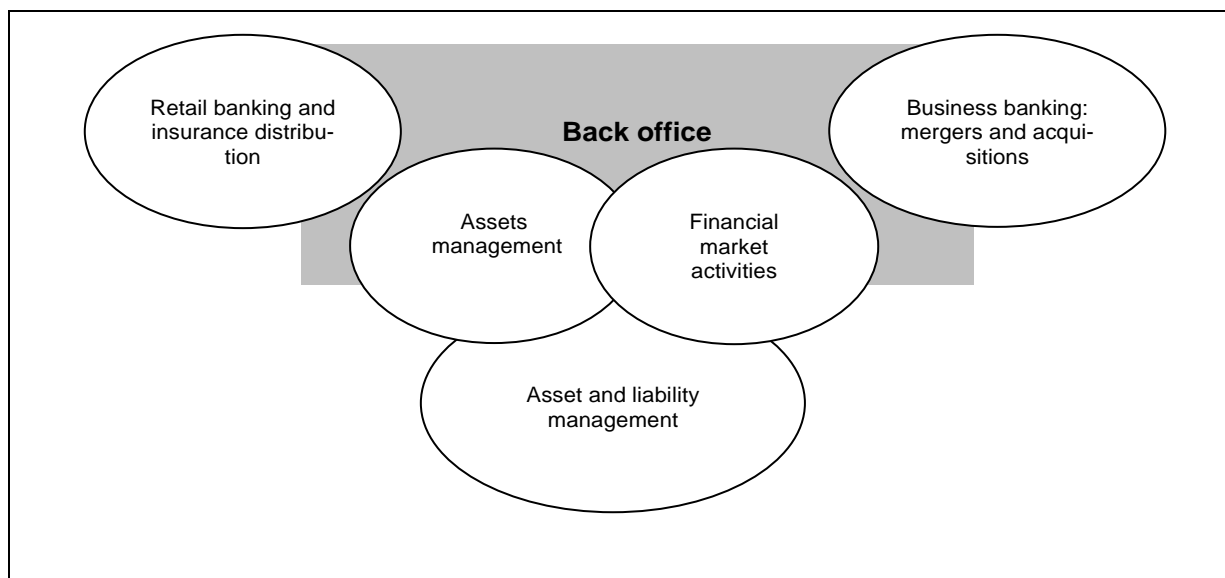 Retail banking and
insurance distribu-
tion
Back office
Business banking:
mergers and acqui-
sitions
Assets
management
Financial
market
activities
Asset and liability
management